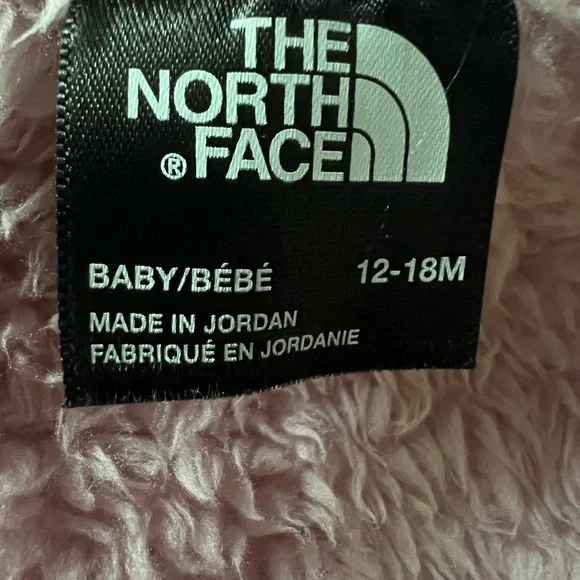 THE
NORTH
® FACE
BABY/BÉBÉ 12-18M
MADE IN JORDAN
FABRIQUÉ EN JORDANIE